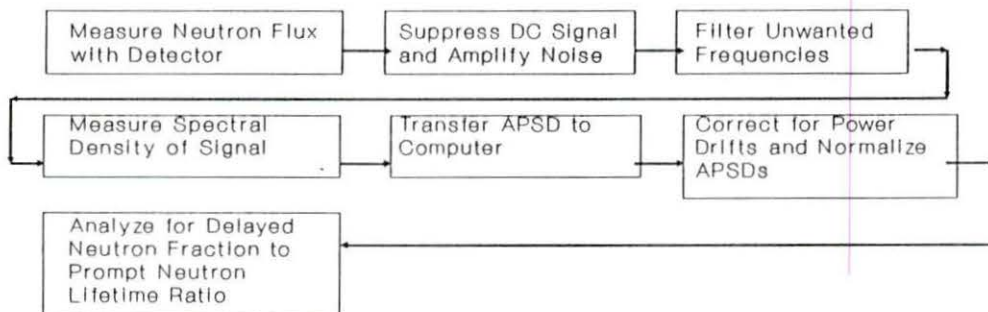 Measure Neutron Flux
with Detector
Suppress DC Signal
and Amplify Noise
Filter Unwanted
Frequencies
Measure Spectral
Density of Signal
Transfer APSD to
Computer
Correct for Power
Drifts and Normalize
APSDs
Analyze for Delayed
Neutron Fraction to
Prompt Neutron
Lifetime Ratio